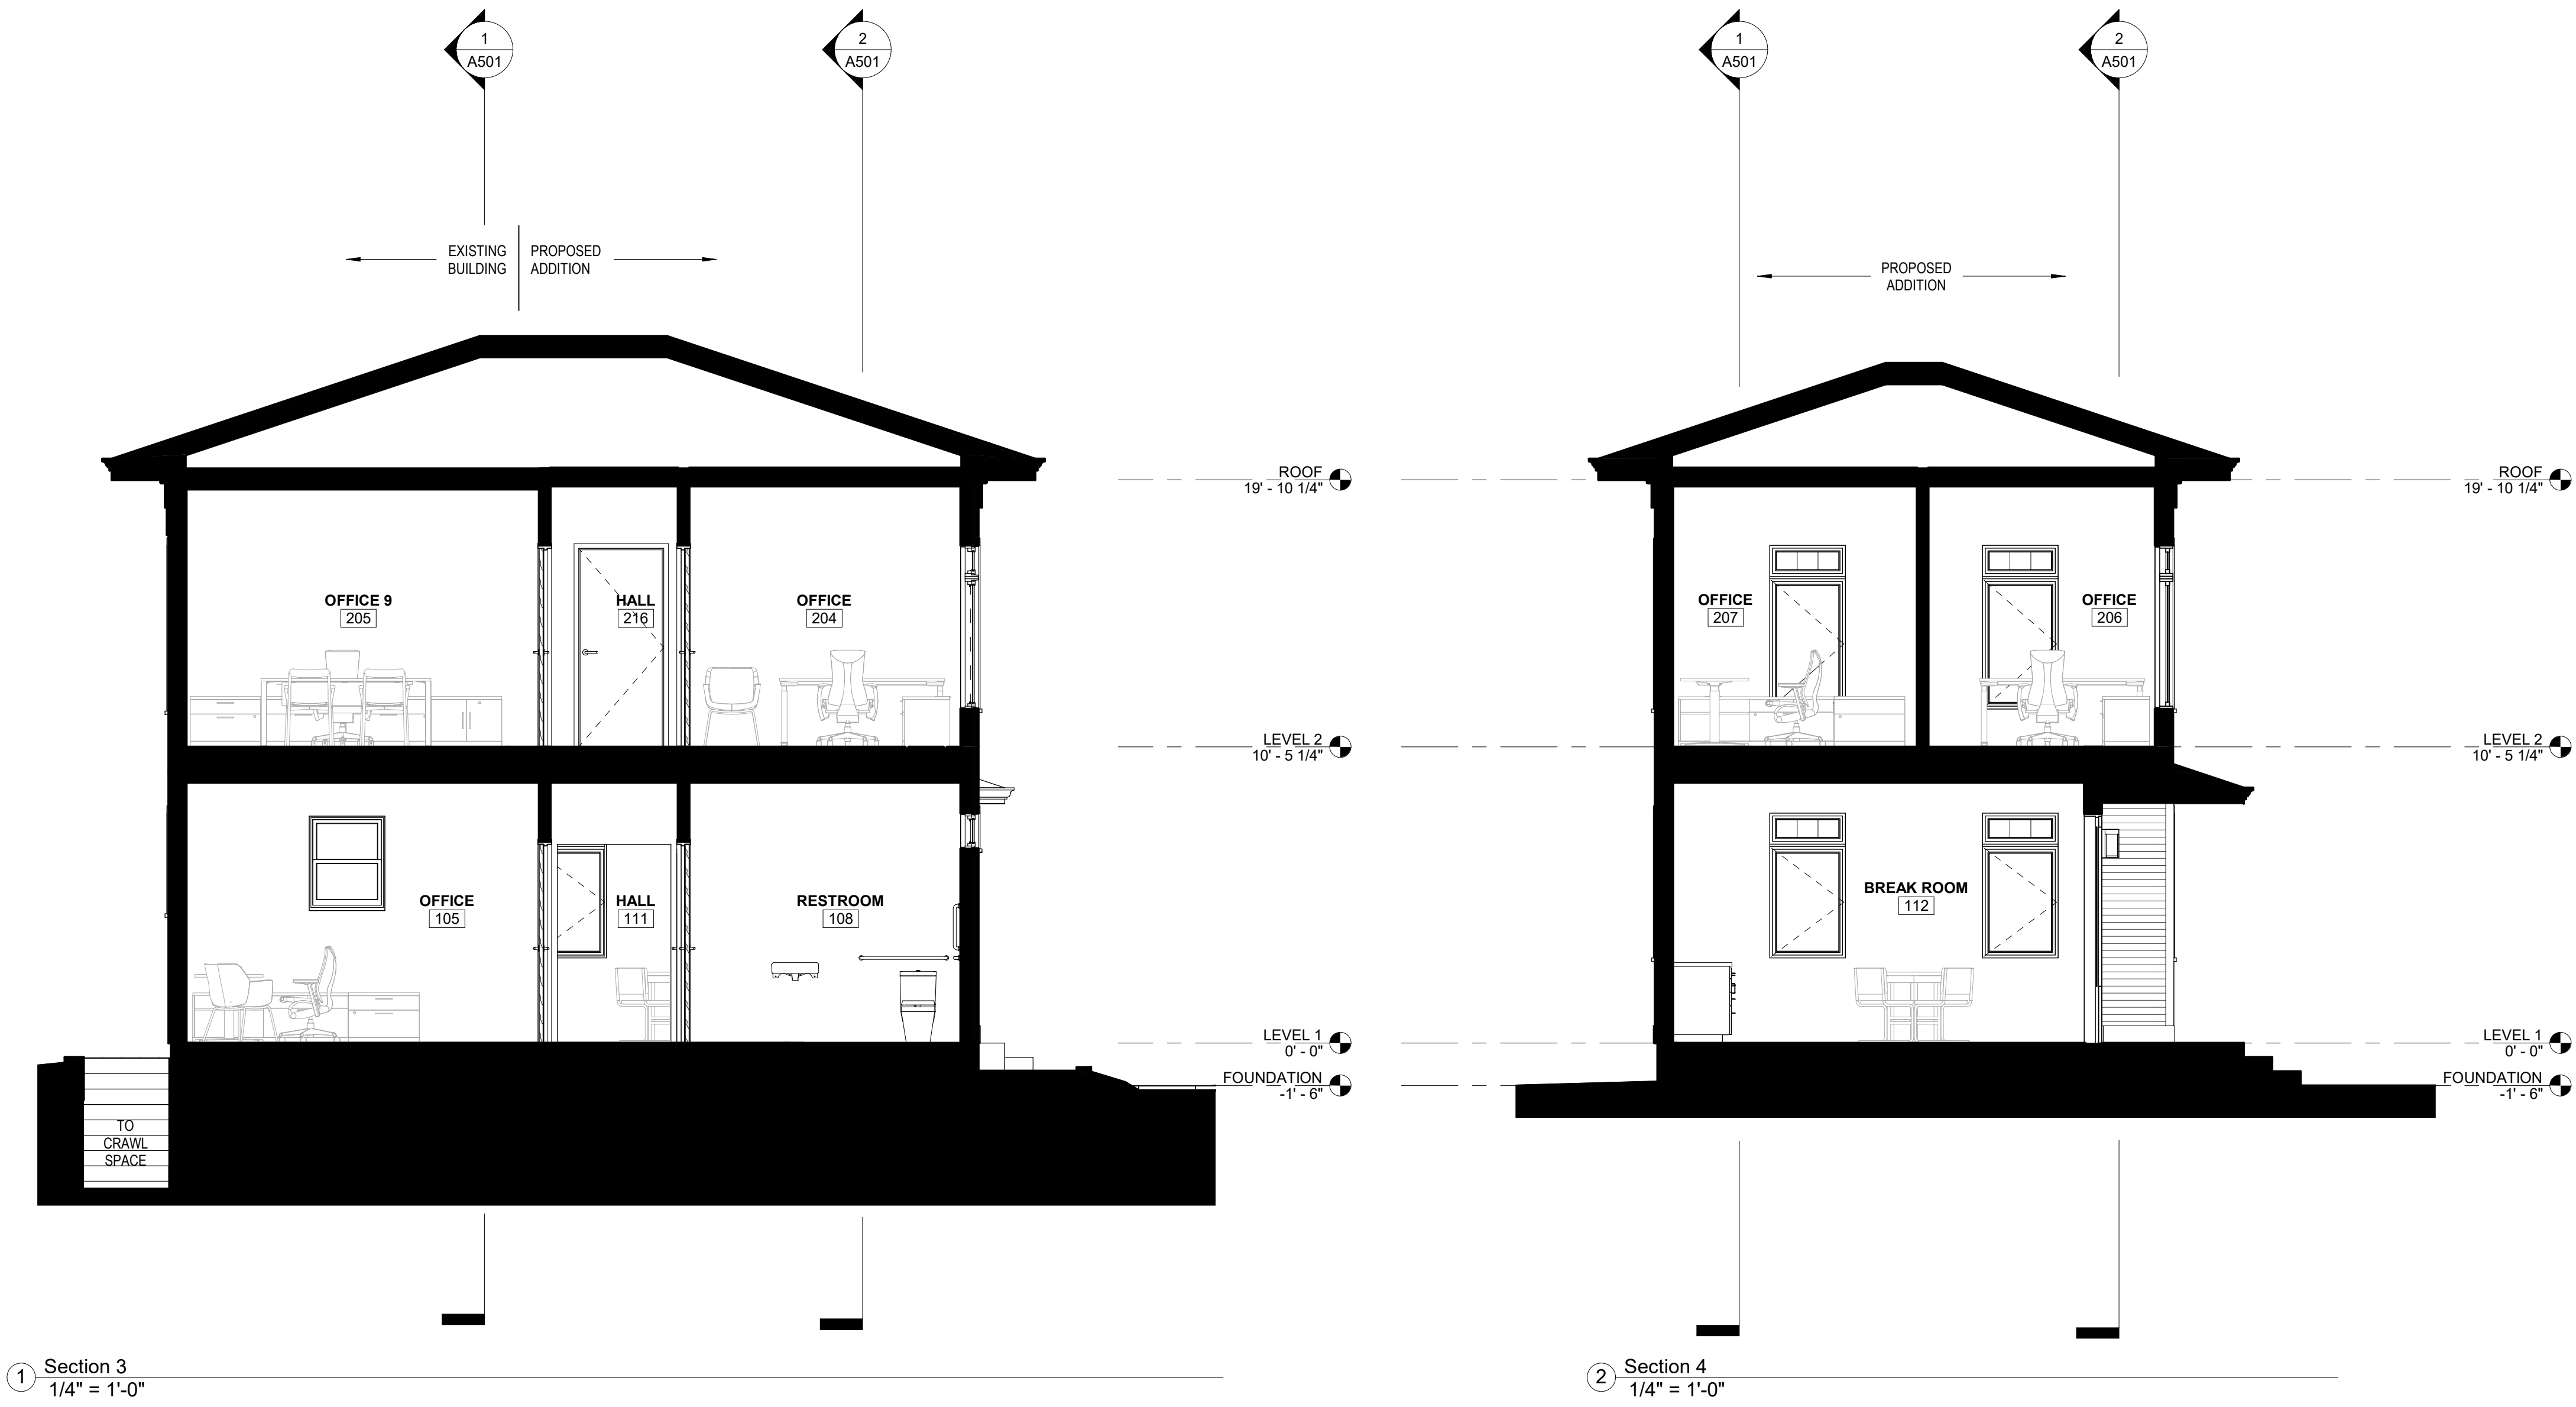 1
A501
2
A501
1
A501
2
A501
EXISTING
BUILDING
PROPOSED
ADDITION
PROPOSED
ADDITION
ROOF
19' - 10 1/4"
ROOF
19' - 10 1/4"
OFFICE 9
205
HALL
216
OFFICE
204
OFFICE
207
OFFICE
206
LEVEL 2
10' - 5 1/4"
LEVEL 2
10' - 5 1/4"
OFFICE
105
HALL
111
RESTROOM
108
BREAK ROOM
112
LEVEL 1
0' - 0"
LEVEL 1
0' - 0"
FOUNDATION
-1' - 6"
FOUNDATION
-1' - 6"
TO
CRAWL
SPACE
1
Section 3
1/4" = 1'-0"
2
Section 4
1/4" = 1'-0"